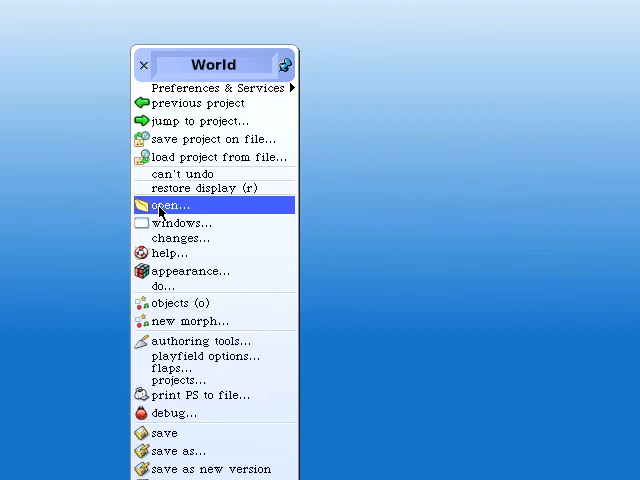 World
Preferences & Services
previous project
jump to project...
save project on file...
load project from file...
can't undo
restore display (r)
open...
windows...
changes...
help...
appearance...
do...
objects (o)
new morph...
authoring tools...
playfield options...
flaps...
projects...
print PS to file...
debug...
save
save as...
save as new version